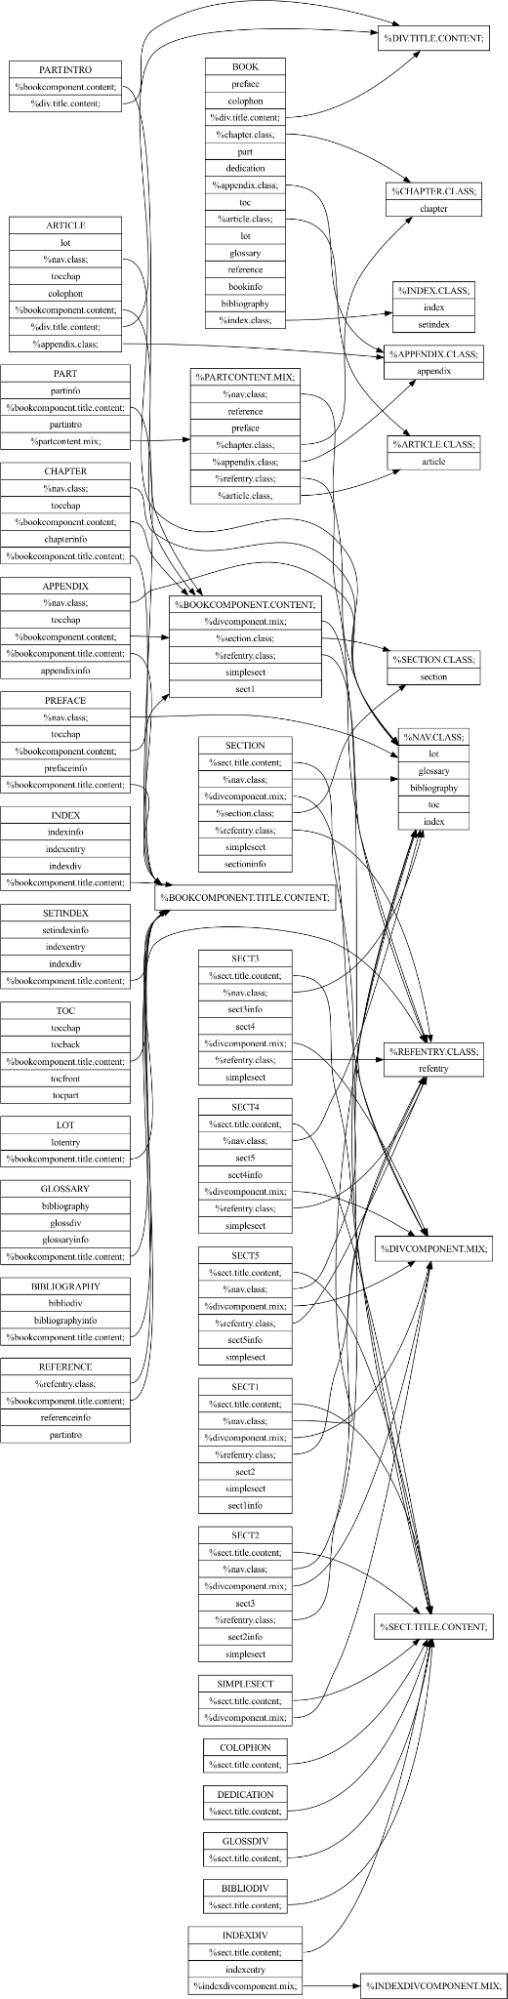 PARTINTRO
%bookcomponent.content;
%div.title.content;
ARTICLE
lot
%nav.class;
tocchap
colophon
%bookcomponent.content;
%div.title.content;
%appendix.class;
PART
partinfo
%bookcomponent.title.content;
partintro
%partcontent.mix;
CHAPTER
%nav.class;
tocchap
%bookcomponent.content;
chapterinfo
%bookcomponent.title.content;
APPENDIX
%nav.class;
tocchap
%bookcomponent.content;
%bookcomponent.title.content;
appendixinfo
PREFACE
%nav.class;
tocchap
%bookcomponent.content;
prefaceinfo
%bookcomponent.title.content;
INDEX
indexinfo
indexentry
indexdiv
%bookcomponent.title.content;
SETINDEX
setindexinfo
indexentry
indexdiv
%bookcomponent.title.content;
TOC
tocchap
tocback
%bookcomponent.title.content;
tocfront
tocpart
LOT
lotentry
%bookcomponent.title.content;
GLOSSARY
bibliography
glossdiv
glossaryinfo
%bookcomponent.title.content;
BIBLIOGRAPHY
bibliodiv
bibliographyinfo
%bookcomponent.title.content;
REFERENCE
%refentry.class;
%bookcomponent.title.content;
referenceinfo
partintro
BOOK
preface
colophon
%div.title.content;
%chapter.class;
part
dedication
%appendix.class;
toc
%article.class;
lot
glossary
reference
bookinfo
bibliography
%index.class;
%PARTCONTENT.MIX;
%nav.class;
reference
preface
%chapter.class;
%appendix.class;
%refentry.class;
%article.class;
%BOOKCOMPONENT.CONTENT;
%divcomponent.mix;
%section.class;
%refentry.class;
simplesect
sect1
SECTION
%sect.title.content;
%nav.class;
%divcomponent.mix;
%section.class;
%refentry.class;
simplesect
sectioninfo
%BOOKCOMPONENT.TITLE.CONTENT;
SECT3
%sect.title.content;
%nav.class;
sect3info
sect4
%divcomponent.mix;
%refentry.class;
simplesect
SECT4
%sect.title.content;
%nav.class;
sect5
sect4info
%divcomponent.mix;
%refentry.class;
simplesect
SECT5
%sect.title.content;
%nav.class;
%divcomponent.mix;
%refentry.class;
sect5info
simplesect
SECT1
%sect.title.content;
%nav.class;
%divcomponent.mix;
%refentry.class;
sect2
simplesect
sect1info
SECT2
%sect.title.content;
%nav.class;
%divcomponent.mix;
sect3
%refentry.class;
sect2info
simplesect
SIMPLESECT
%sect.title.content;
%divcomponent.mix;
COLOPHON
%sect.title.content;
DEDICATION
%sect.title.content;
GLOSSDIV
%sect.title.content;
BIBLIODIV
%sect.title.content;
INDEXDIV
%sect.title.content;
indexentry
%indexdivcomponent.mix;
%DIV.TITLE.CONTENT;
%CHAPTER.CLASS;
chapter
%INDEX.CLASS;
index
setindex
%APPENDIX.CLASS;
appendix
%ARTICLE.CLASS;
article
%SECTION.CLASS;
section
%NAV.CLASS;
lot
glossary
bibliography
toc
index
%REFENTRY.CLASS;
refentry
%DIVCOMPONENT.MIX;
%SECT.TITLE.CONTENT;
%INDEXDIVCOMPONENT.MIX;